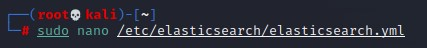 ┌──(root💀kali)-[~]
└─# sudo nano /etc/elasticsearch/elasticsearch.yml